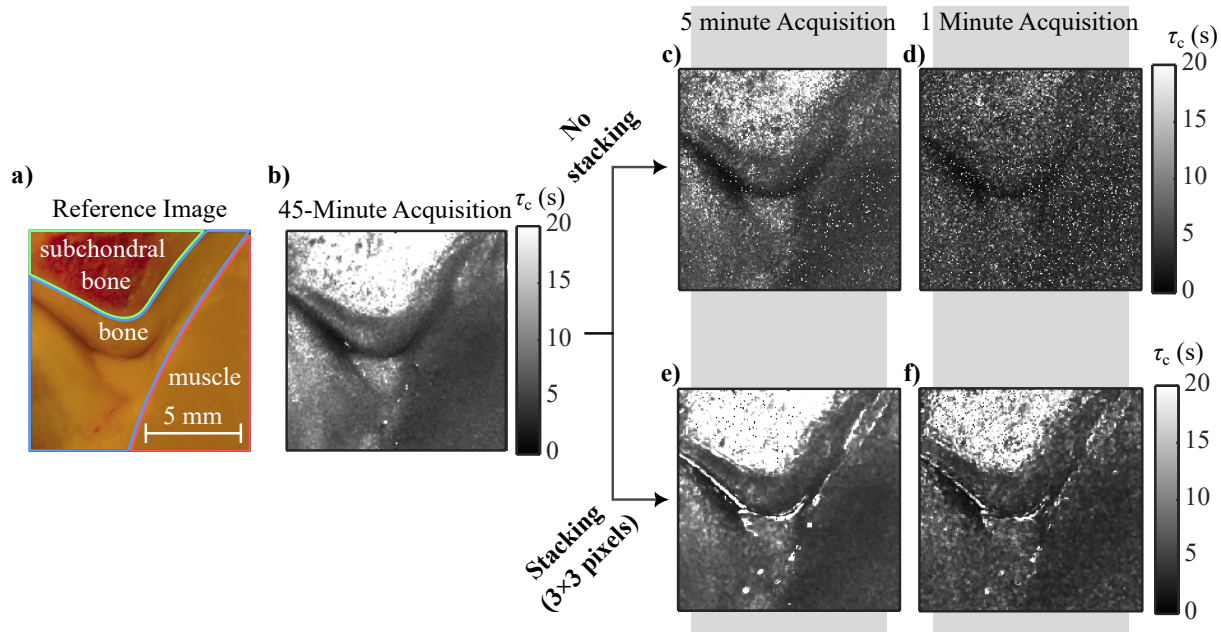 5 minute Acquisition
1 Minute Acquisition
c)
d)
τc (s)
20
15
10
5
0
No
stacking
a)
Reference Image
subchondral
bone
bone
muscle
5 mm
b)
45-Minute Acquisition
τc (s)
20
15
10
5
0
Stacking
(3×3 pixels)
e)
f)
τc (s)
20
15
10
5
0